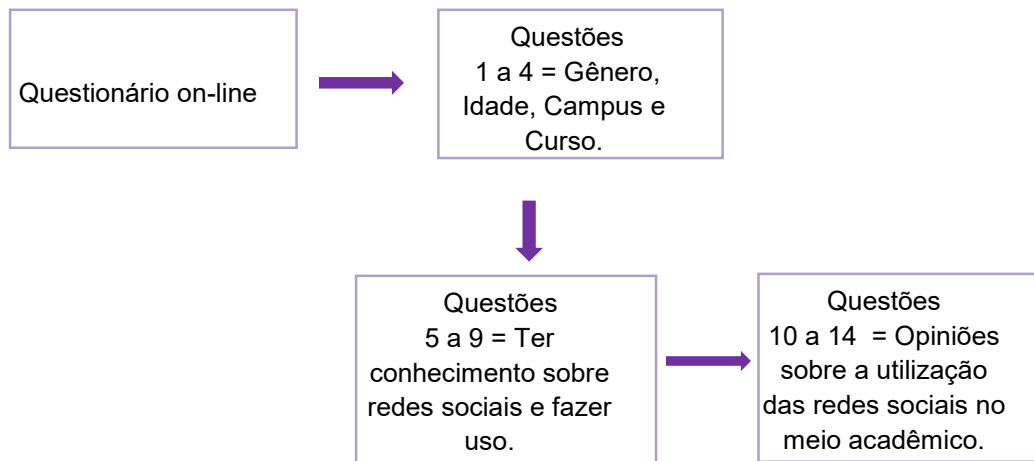 Questionário on-line
Questões
1 a 4 = Gênero,
Idade, Campus e
Curso.
Questões
5 a 9 = Ter
conhecimento sobre
redes sociais e fazer
uso.
Questões
10 a 14 = Opiniões
sobre a utilização
das redes sociais no
meio acadêmico.